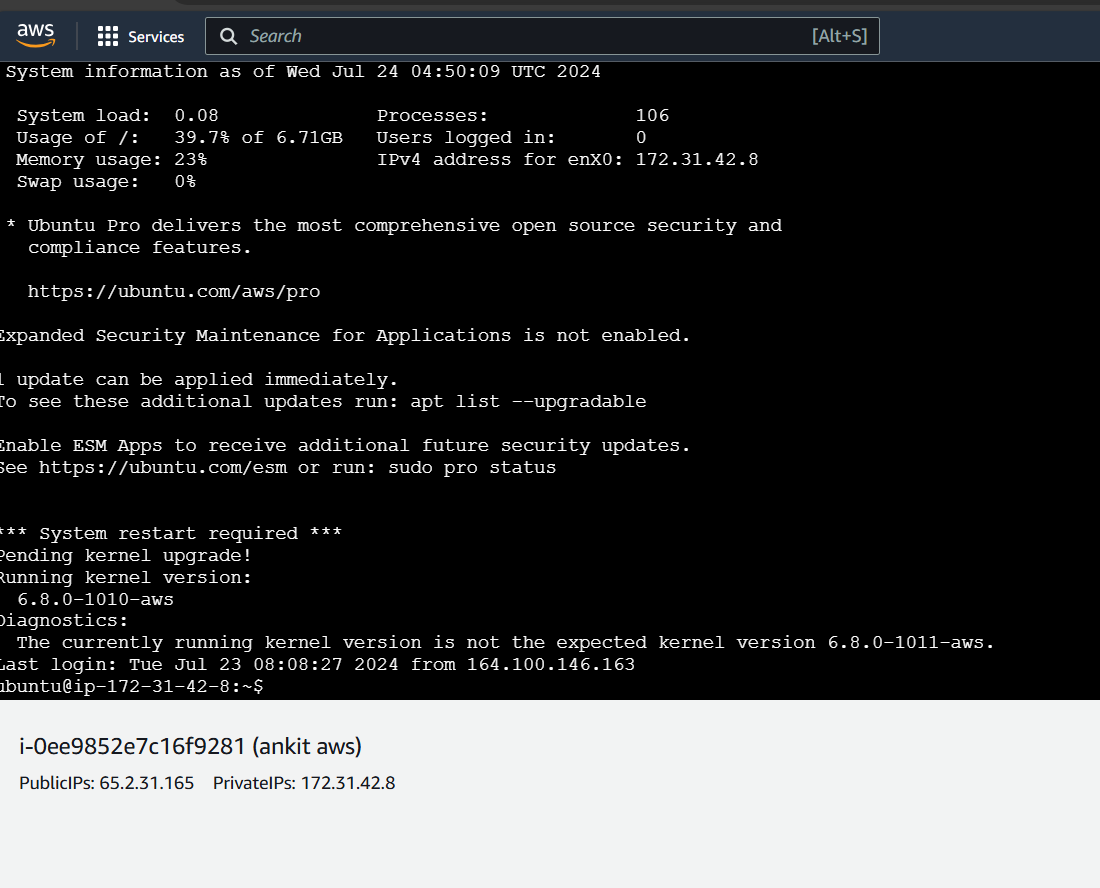 aws
Services
Search
[Alt+S]
System information as of Wed Jul 24 04:50:09 UTC 2024
System load: 0.08 Processes: 106
Usage of /: 39.7% of 6.71GB Users logged in: 0
Memory usage: 23% IPv4 address for enX0: 172.31.42.8
Swap usage: 0%
* Ubuntu Pro delivers the most comprehensive open source security and
compliance features.
https://ubuntu.com/aws/pro
Expanded Security Maintenance for Applications is not enabled.
1 update can be applied immediately.
To see these additional updates run: apt list --upgradable
Enable ESM Apps to receive additional future security updates.
See https://ubuntu.com/esm or run: sudo pro status
*** System restart required ***
Pending kernel upgrade!
Running kernel version:
6.8.0-1010-aws
Diagnostics:
The currently running kernel version is not the expected kernel version 6.8.0-1011-aws.
Last login: Tue Jul 23 08:08:27 2024 from 164.100.146.163
ubuntu@ip-172-31-42-8:~$
i-0ee9852e7c16f9281 (ankit aws)
PublicIPs: 65.2.31.165 PrivateIPs: 172.31.42.8